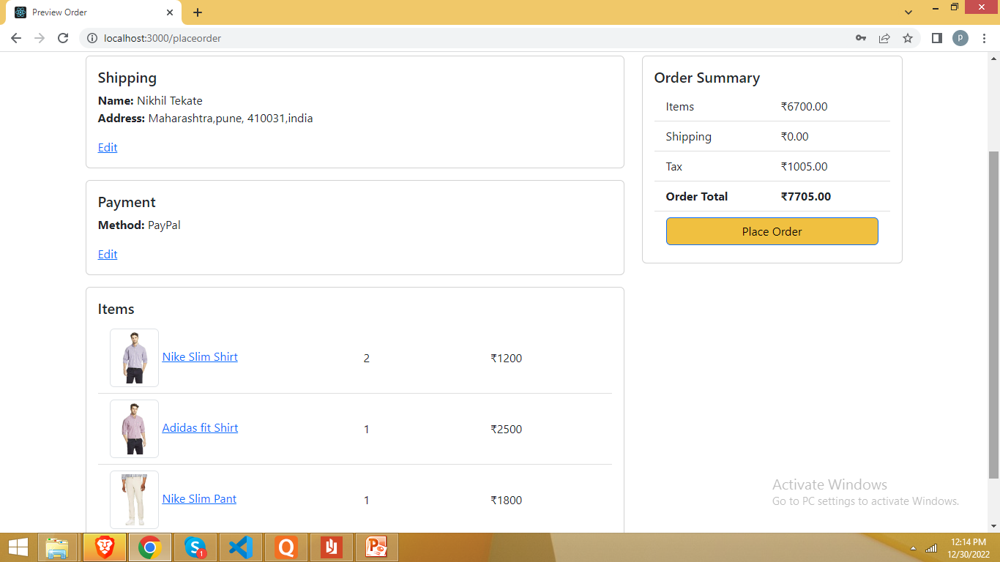 Preview Order
localhost:3000/placeorder
P
Shipping
Name: Nikhil Tekate
Address: Maharashtra,pune, 410031,india
Edit
Payment
Method: PayPal
Edit
Items
Nike Slim Shirt 2 ₹1200
Adidas fit Shirt 1 ₹2500
Nike Slim Pant 1 ₹1800
Order Summary
Items ₹6700.00
Shipping ₹0.00
Tax ₹1005.00
Order Total ₹7705.00
Place Order
Activate Windows
Go to PC settings to activate Windows.
S 1
Q
P
12:14 PM
12/30/2022